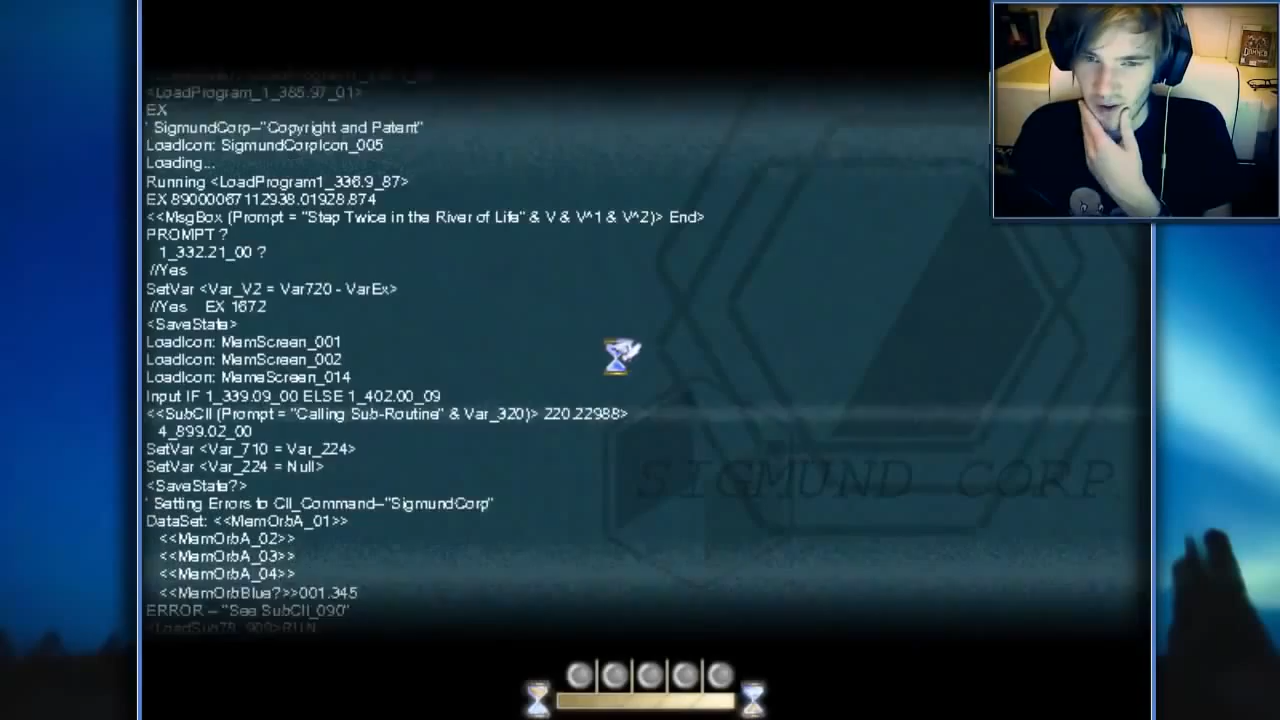 <LoadProgram_1_385.97_01>
EX
' SigmundCorp--"Copyright and Patent"
LoadIcon: SigmundCorpIcon_005
Loading...
Running <LoadProgram1_336.9_87>
EX 89000067112938.01928.874
<<MsgBox (Prompt = "Step Twice in the River of Life" & V & V^1 & V^2)> End>
PROMPT ?
1_332.21_00 ?
//Yes
SetVar <Var_V2 = Var720 - VarEx>
//Yes EX 1672
<SaveState>
LoadIcon: MemScreen_001
LoadIcon: MemScreen_002
LoadIcon: MemeScreen_014
Input IF 1_339.09_00 ELSE 1_402.00_09
<<SubCll (Prompt = "Calling Sub-Routine" & Var_320)> 220.22988>
4_899.02_00
SetVar <Var_710 = Var_224>
SetVar <Var_224 = Null>
<SaveState?>
' Setting Errors to Cll_Command--"SigmundCorp"
DataSet: <<MemOrbA_01>>
<<MemOrbA_02>>
<<MemOrbA_03>>
<<MemOrbA_04>>
<<MemOrbBlue?>>001.345
ERROR -- "See SubCll_090"
SIGMUND CORP